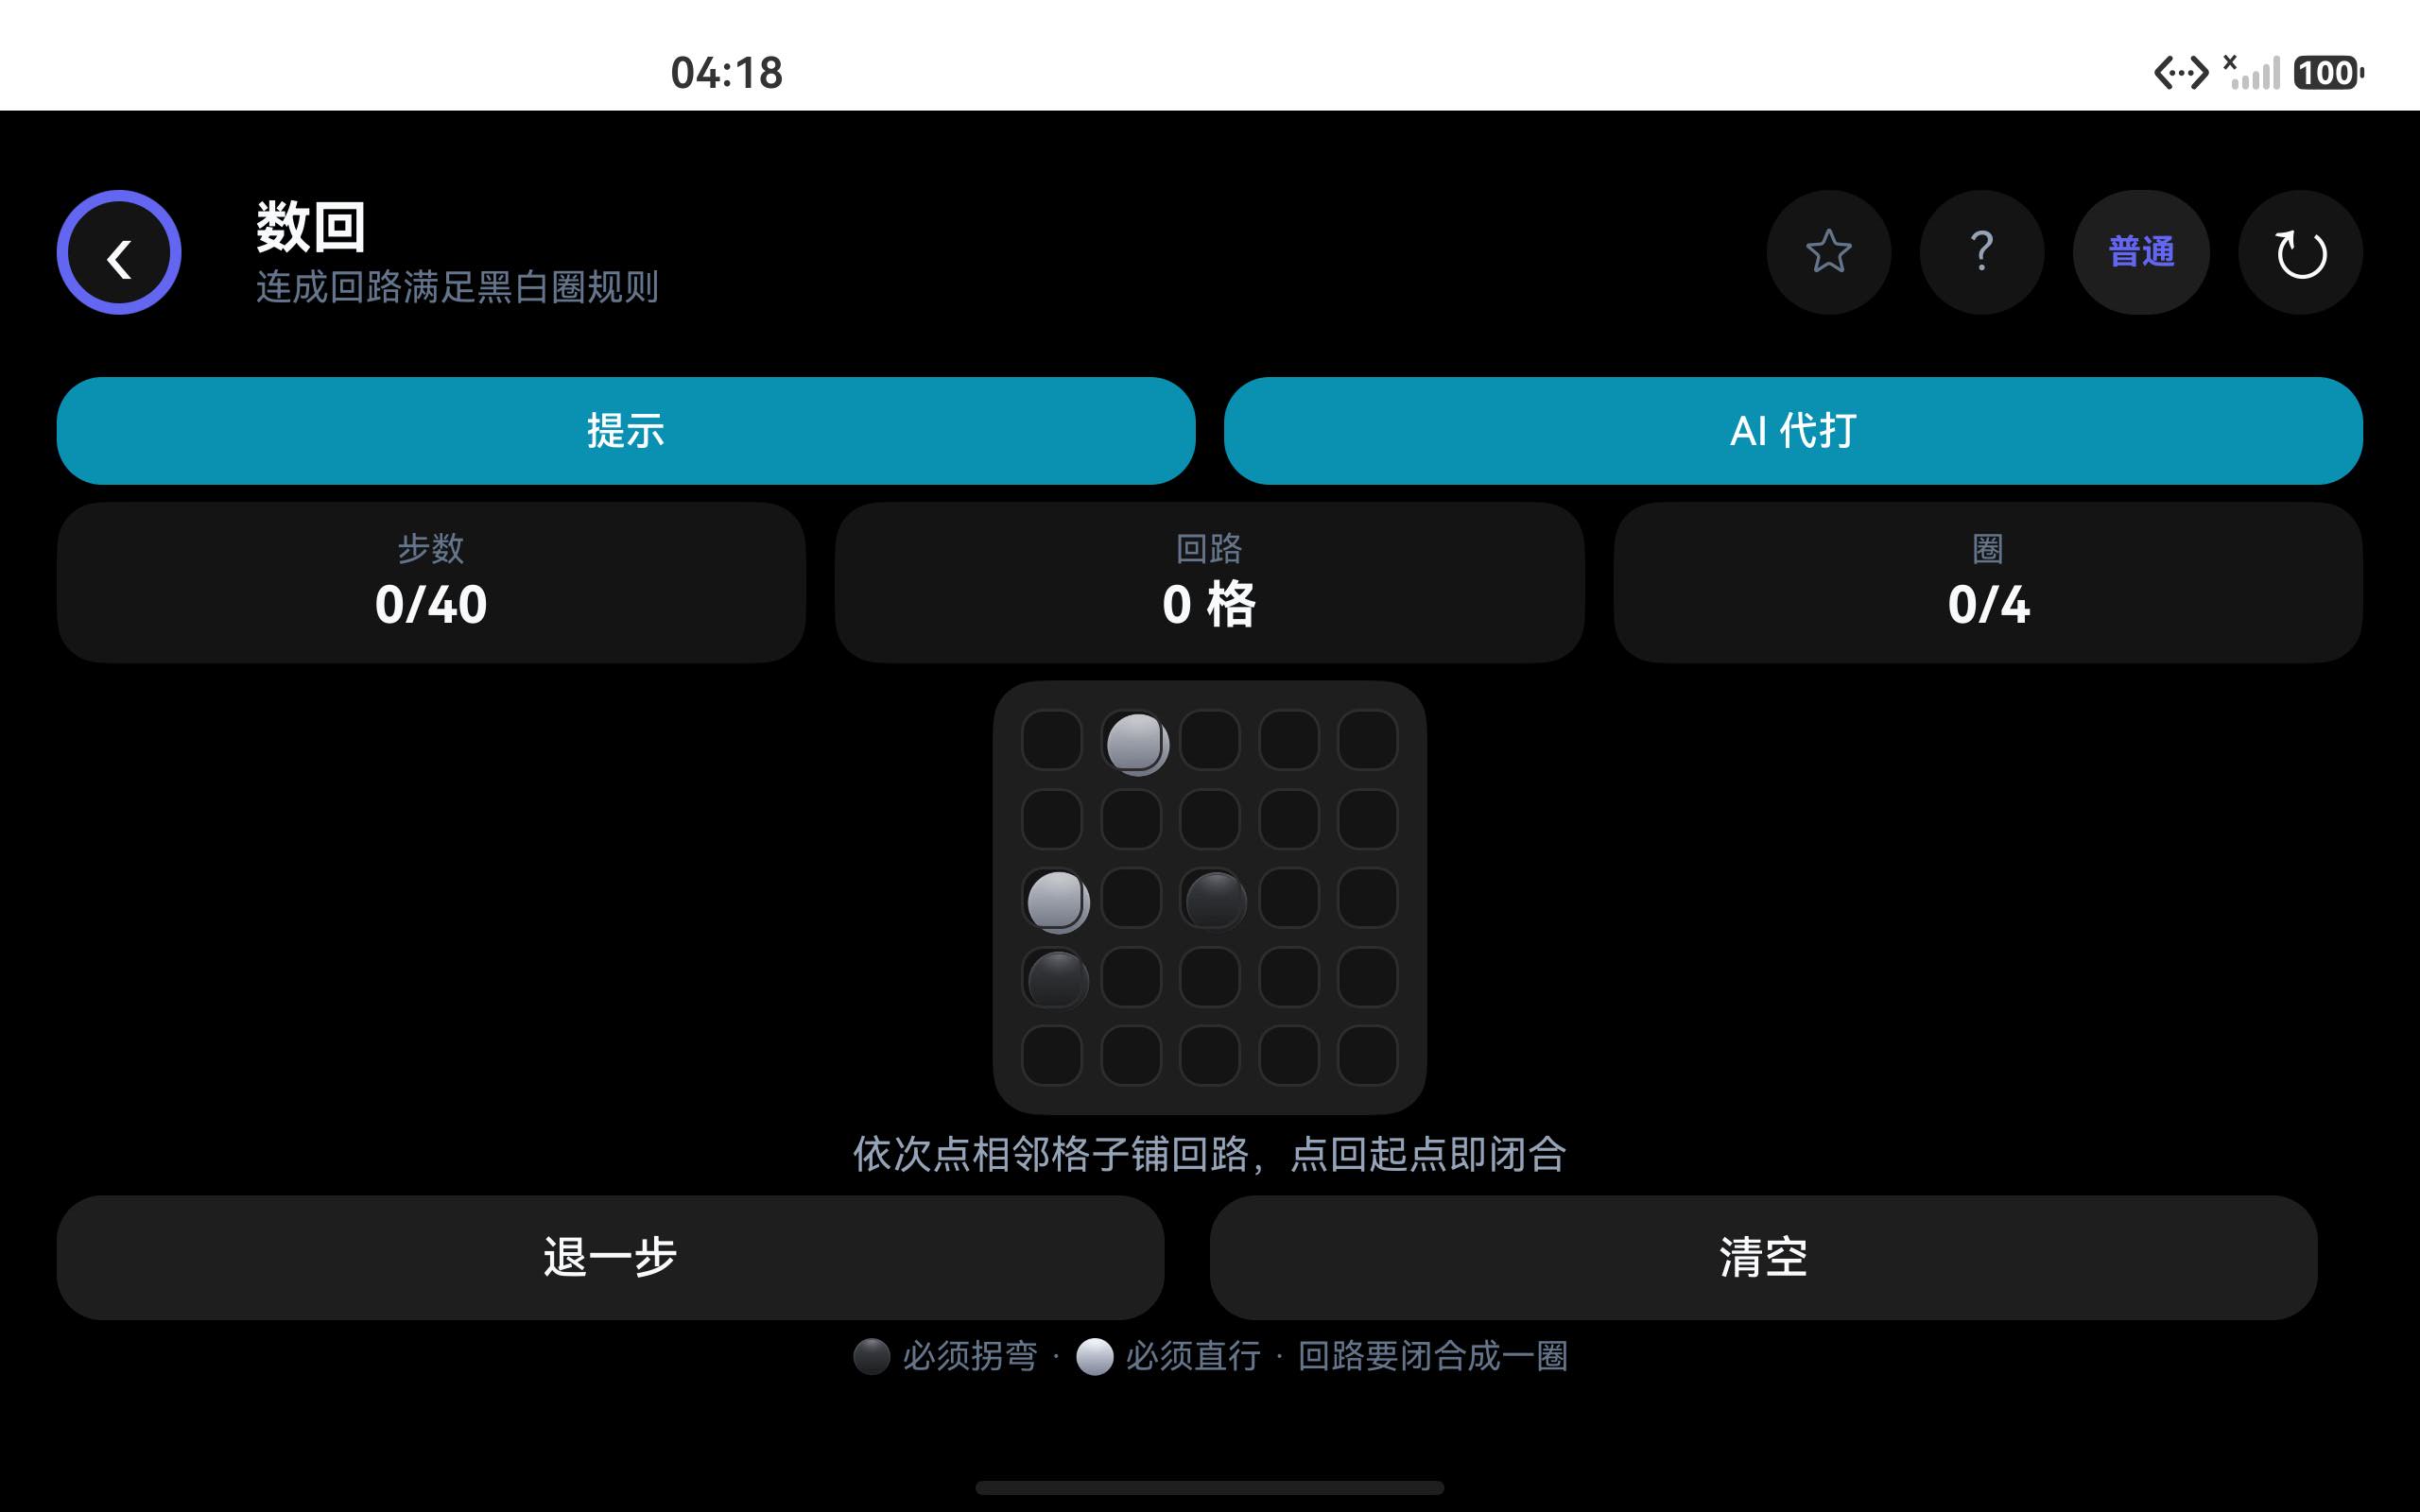 04:18
100
数回
连成回路满足黑白圈规则
?
普通
提示
AI 代打
步数
0/40
回路
0 格
圈
0/4
依次点相邻格子铺回路，点回起点即闭合
退一步
清空
必须拐弯 · 必须直行 · 回路要闭合成一圈